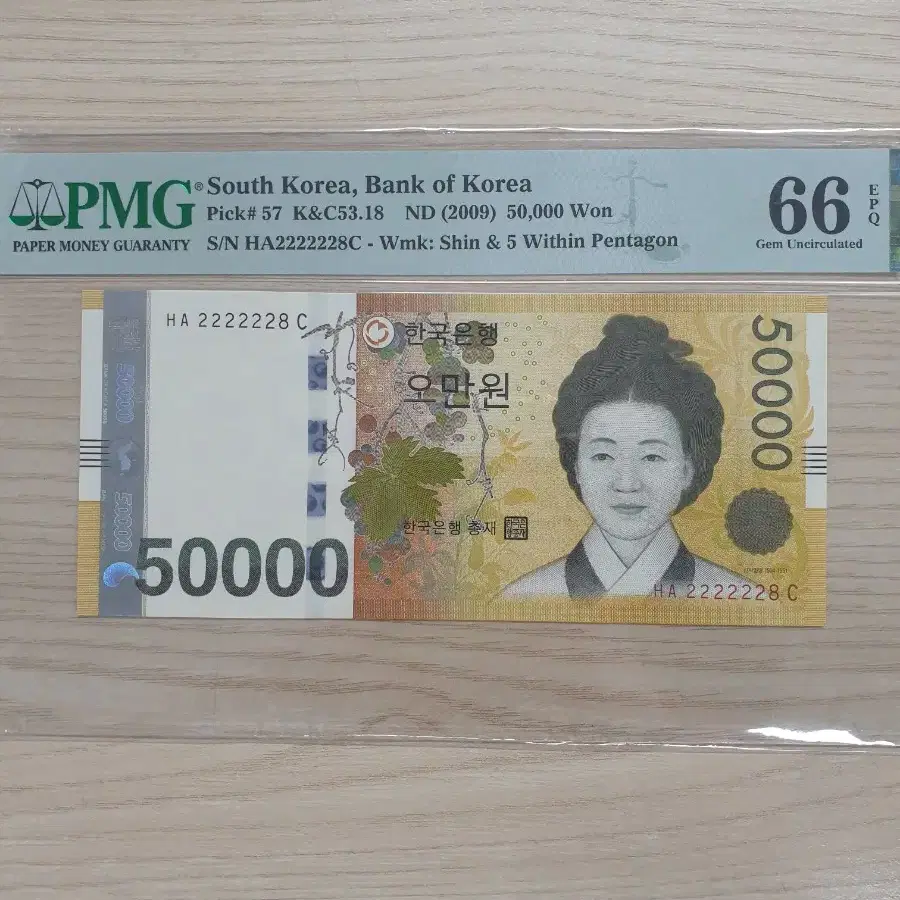 PMG®
PAPER MONEY GUARANTY
South Korea, Bank of Korea
Pick# 57 K&C53.18 ND (2009) 50,000 Won
S/N HA2222228C - Wmk: Shin & 5 Within Pentagon
66
EPQ
Gem Uncirculated
HA 2222228 C
한국은행
오만원
50000
50000
50000
한국은행 총재
50000
HA 2222228 C